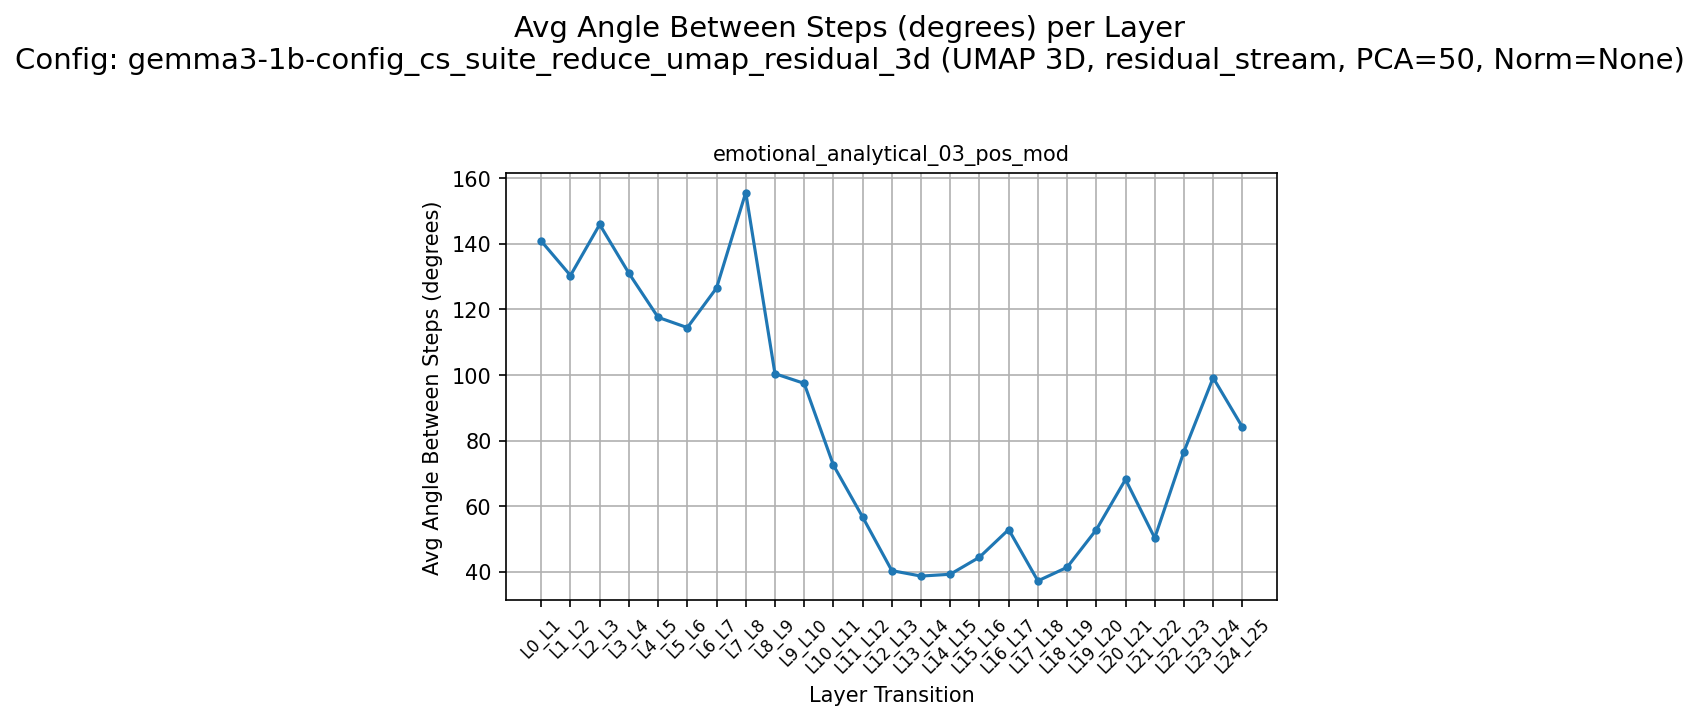 Avg Angle Between Steps (degrees) per Layer
Config: gemma3-1b-config_cs_suite_reduce_umap_residual_3d (UMAP 3D, residual_stream, PCA=50, Norm=None)
emotional_analytical_03_pos_mod
Avg Angle Between Steps (degrees)
160
140
120
100
80
60
40
L0_L1
L1_L2
L2_L3
L3_L4
L4_L5
L5_L6
L6_L7
L7_L8
L8_L9
L9_L10
L10_L11
L11_L12
L12_L13
L13_L14
L14_L15
L15_L16
L16_L17
L17_L18
L18_L19
L19_L20
L20_L21
L21_L22
L22_L23
L23_L24
L24_L25
Layer Transition